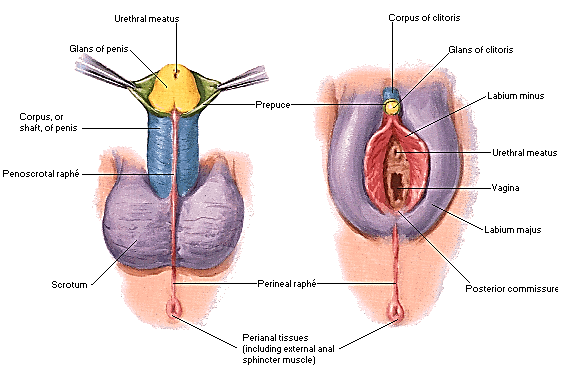 Urethral meatus
Glans of penis
Corpus, or
shaft, of penis
Penoscrotal raphé
Scrotum
Prepuce
Perineal raphé
Perianal tissues
(including external anal
sphincter muscle)
Corpus of clitoris
Glans of clitoris
Labium minus
Urethral meatus
Vagina
Labium majus
Posterior commissure